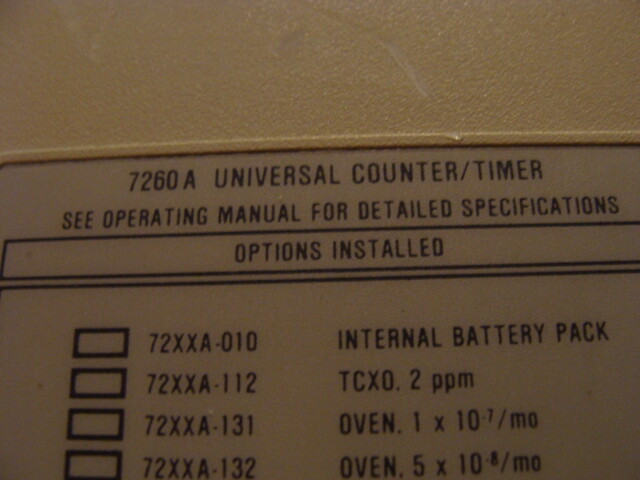 7260A UNIVERSAL COUNTER/TIMER
SEE OPERATING MANUAL FOR DETAILED SPECIFICATIONS
OPTIONS INSTALLED
72XXA-010 INTERNAL BATTERY PACK
72XXA-112 TCXO. 2 ppm
72XXA-131 OVEN. 1 x 10⁻⁷/mo
72XXA-132 OVEN. 5 x 10⁻⁸/mo